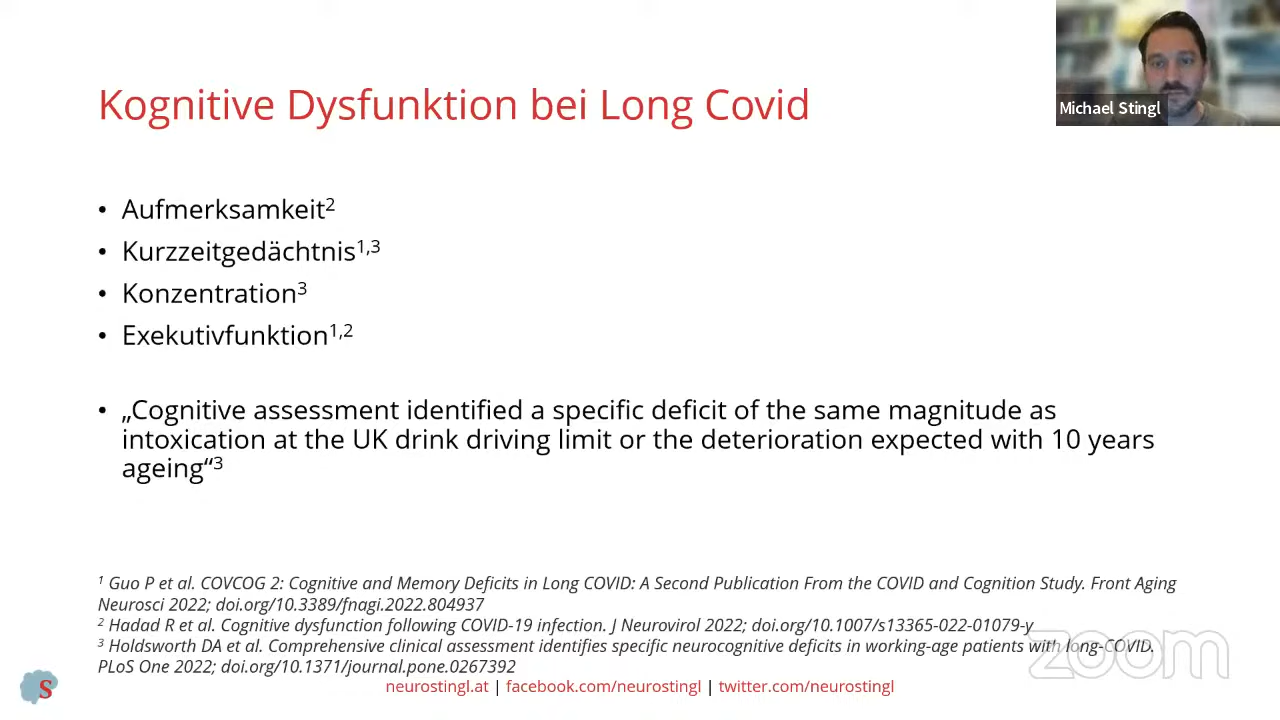 Michael Stingl
Kognitive Dysfunktion bei Long Covid
• Aufmerksamkeit²
• Kurzzeitgedächtnis¹,³
• Konzentration³
• Exekutivfunktion¹,²
• „Cognitive assessment identified a specific deficit of the same magnitude as
intoxication at the UK drink driving limit or the deterioration expected with 10 years
ageing“³
¹ Guo P et al. COVCOG 2: Cognitive and Memory Deficits in Long COVID: A Second Publication From the COVID and Cognition Study. Front Aging
Neurosci 2022; doi.org/10.3389/fnagi.2022.804937
² Hadad R et al. Cognitive dysfunction following COVID-19 infection. J Neurovirol 2022; doi.org/10.1007/s13365-022-01079-y
³ Holdsworth DA et al. Comprehensive clinical assessment identifies specific neurocognitive deficits in working-age patients with long-COVID.
PLoS One 2022; doi.org/10.1371/journal.pone.0267392
zoom
S
neurostingl.at | facebook.com/neurostingl | twitter.com/neurostingl